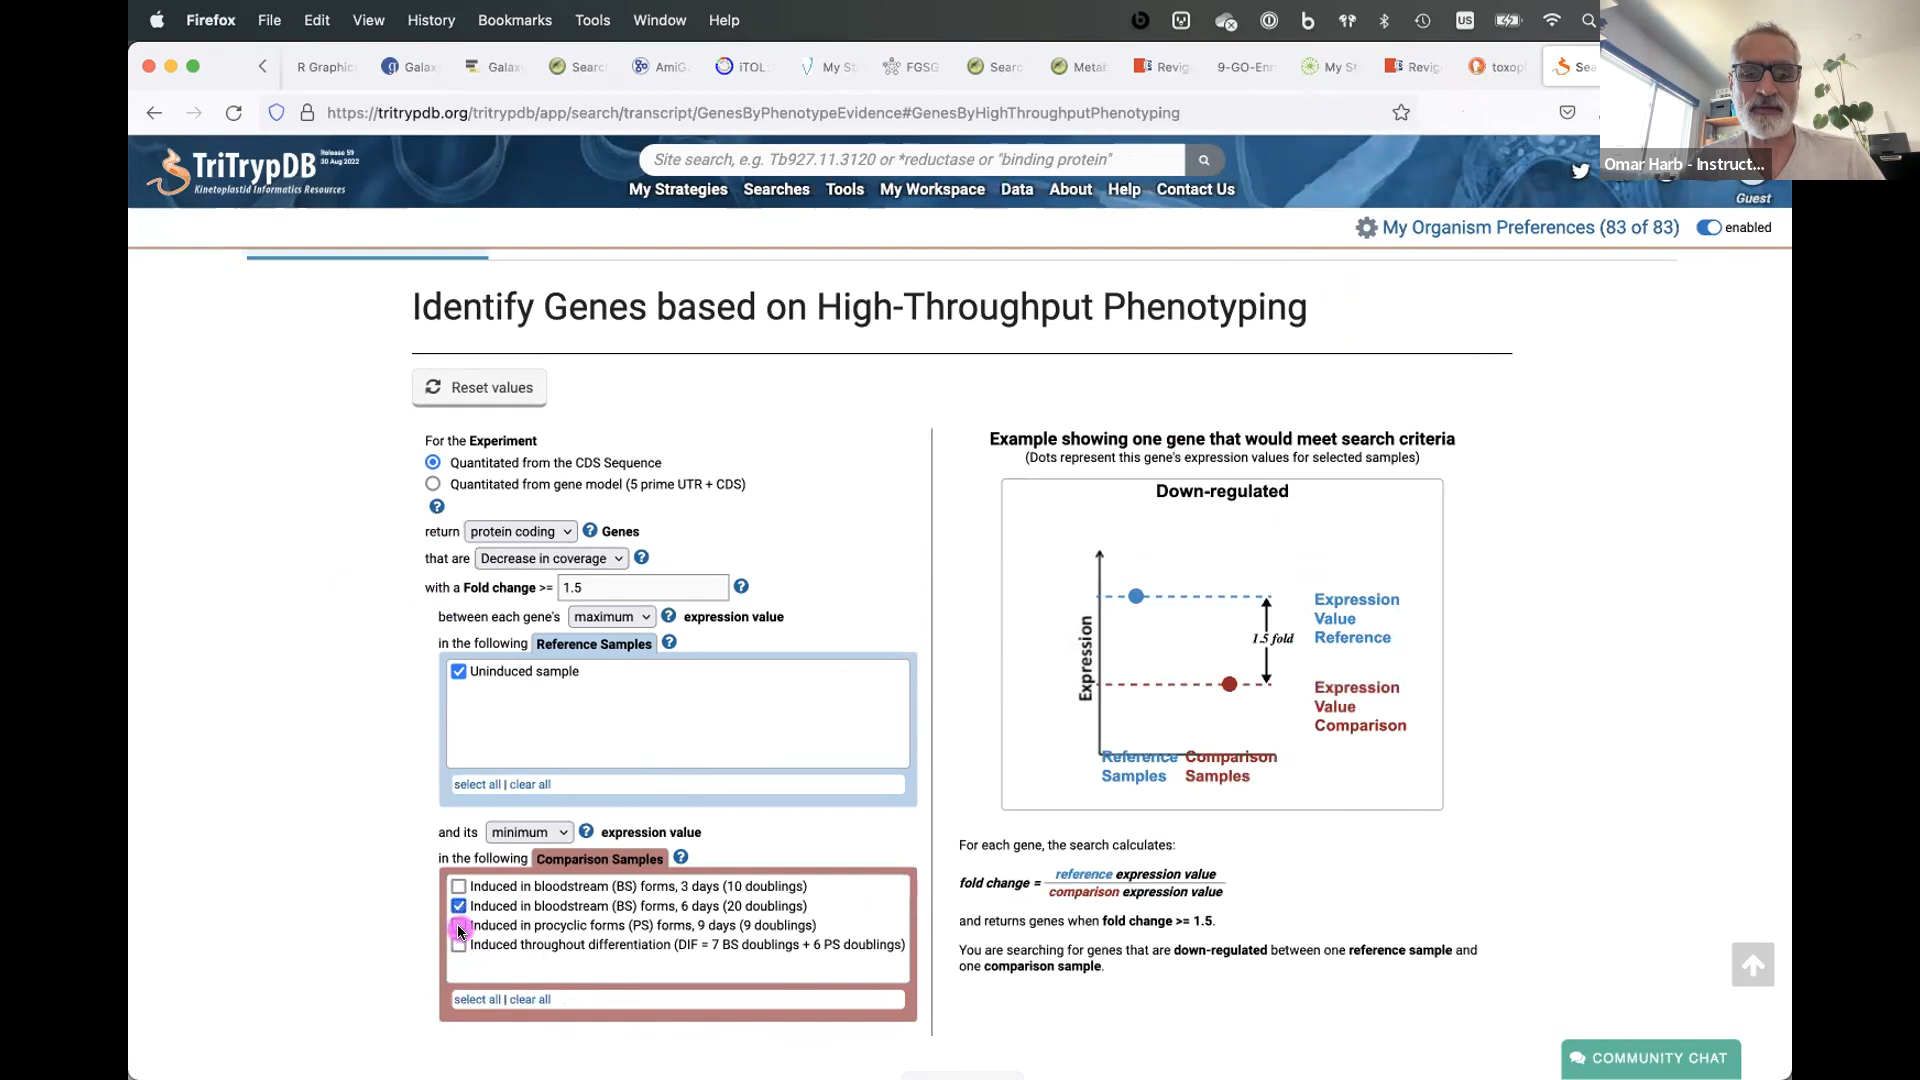 Firefox File Edit View History Bookmarks Tools Window Help
US
R Graphic Galax Galax Searc AmiG iTOL: My St FGSG Searc Metab Revig 9-GO-Enr My St Revig toxop Sea
https://tritrypdb.org/tritrypdb/app/search/transcript/GenesByPhenotypeEvidence#GenesByHighThroughputPhenotyping
Omar Harb - Instruct...
TriTrypDB
Release 59
30 Aug 2022
Kinetoplastid Informatics Resources
Site search, e.g. Tb927.11.3120 or *reductase or "binding protein"
My Strategies Searches Tools My Workspace Data About Help Contact Us
Guest
My Organism Preferences (83 of 83) enabled
Identify Genes based on High-Throughput Phenotyping
Reset values
For the Experiment
Quantitated from the CDS Sequence
Quantitated from gene model (5 prime UTR + CDS)
?
return protein coding ? Genes
that are Decrease in coverage ?
with a Fold change >= 1.5 ?
between each gene's maximum ? expression value
in the following Reference Samples ?
Uninduced sample
select all | clear all
and its minimum ? expression value
in the following Comparison Samples ?
Induced in bloodstream (BS) forms, 3 days (10 doublings)
Induced in bloodstream (BS) forms, 6 days (20 doublings)
Induced in procyclic forms (PS) forms, 9 days (9 doublings)
Induced throughout differentiation (DIF = 7 BS doublings + 6 PS doublings)
select all | clear all
Example showing one gene that would meet search criteria
(Dots represent this gene's expression values for selected samples)
Down-regulated
Expression
1.5 fold
Expression
Value
Reference
Expression
Value
Comparison
Reference Comparison
Samples Samples
For each gene, the search calculates:
fold change = reference expression value
comparison expression value
and returns genes when fold change >= 1.5.
You are searching for genes that are down-regulated between one reference sample and
one comparison sample.
COMMUNITY CHAT